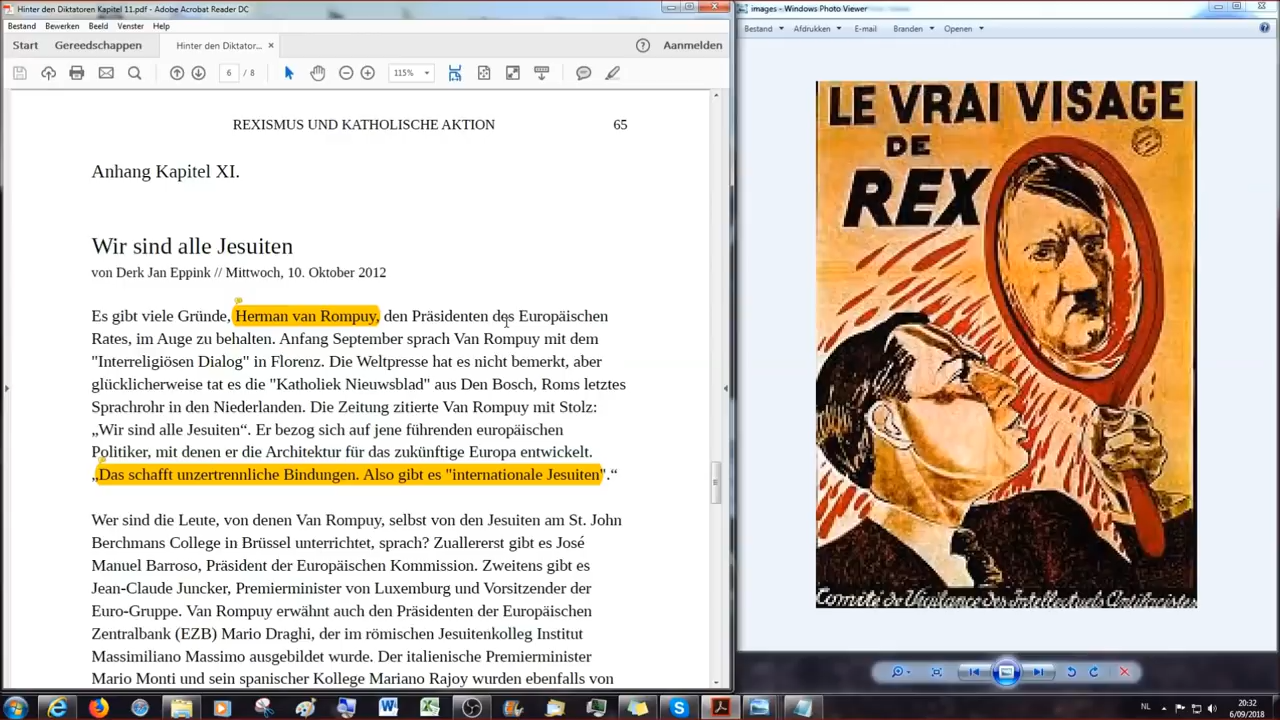 Hinter den Diktatoren Kapitel 11.pdf - Adobe Acrobat Reader DC
Bestand Bewerken Beeld Venster Help
Start Gereedschappen Hinter den Diktator... × Aanmelden
6 / 8 115%
REXISMUS UND KATHOLISCHE AKTION 65
Anhang Kapitel XI.
Wir sind alle Jesuiten
von Derk Jan Eppink // Mittwoch, 10. Oktober 2012
Es gibt viele Gründe, Herman van Rompuy, den Präsidenten des Europäischen
Rates, im Auge zu behalten. Anfang September sprach Van Rompuy mit dem
"Interreligiösen Dialog" in Florenz. Die Weltpresse hat es nicht bemerkt, aber
glücklicherweise tat es die "Katholiek Nieuwsblad" aus Den Bosch, Roms letztes
Sprachrohr in den Niederlanden. Die Zeitung zitierte Van Rompuy mit Stolz:
„Wir sind alle Jesuiten“. Er bezog sich auf jene führenden europäischen
Politiker, mit denen er die Architektur für das zukünftige Europa entwickelt.
„Das schafft unzertrennliche Bindungen. Also gibt es "internationale Jesuiten".“
Wer sind die Leute, von denen Van Rompuy, selbst von den Jesuiten am St. John
Berchmans College in Brüssel unterrichtet, sprach? Zuallererst gibt es José
Manuel Barroso, Präsident der Europäischen Kommission. Zweitens gibt es
Jean-Claude Juncker, Premierminister von Luxemburg und Vorsitzender der
Euro-Gruppe. Van Rompuy erwähnt auch den Präsidenten der Europäischen
Zentralbank (EZB) Mario Draghi, der im römischen Jesuitenkolleg Institut
Massimiliano Massimo ausgebildet wurde. Der italienische Premierminister
Mario Monti und sein spanischer Kollege Mariano Rajoy wurden ebenfalls von
images - Windows Photo Viewer
Bestand Afdrukken E-mail Branden Openen
LE VRAI VISAGE
DE
REX
Comité de Vigilance des Intellectuels Antifascistes
NL 20:32
6/09/2018